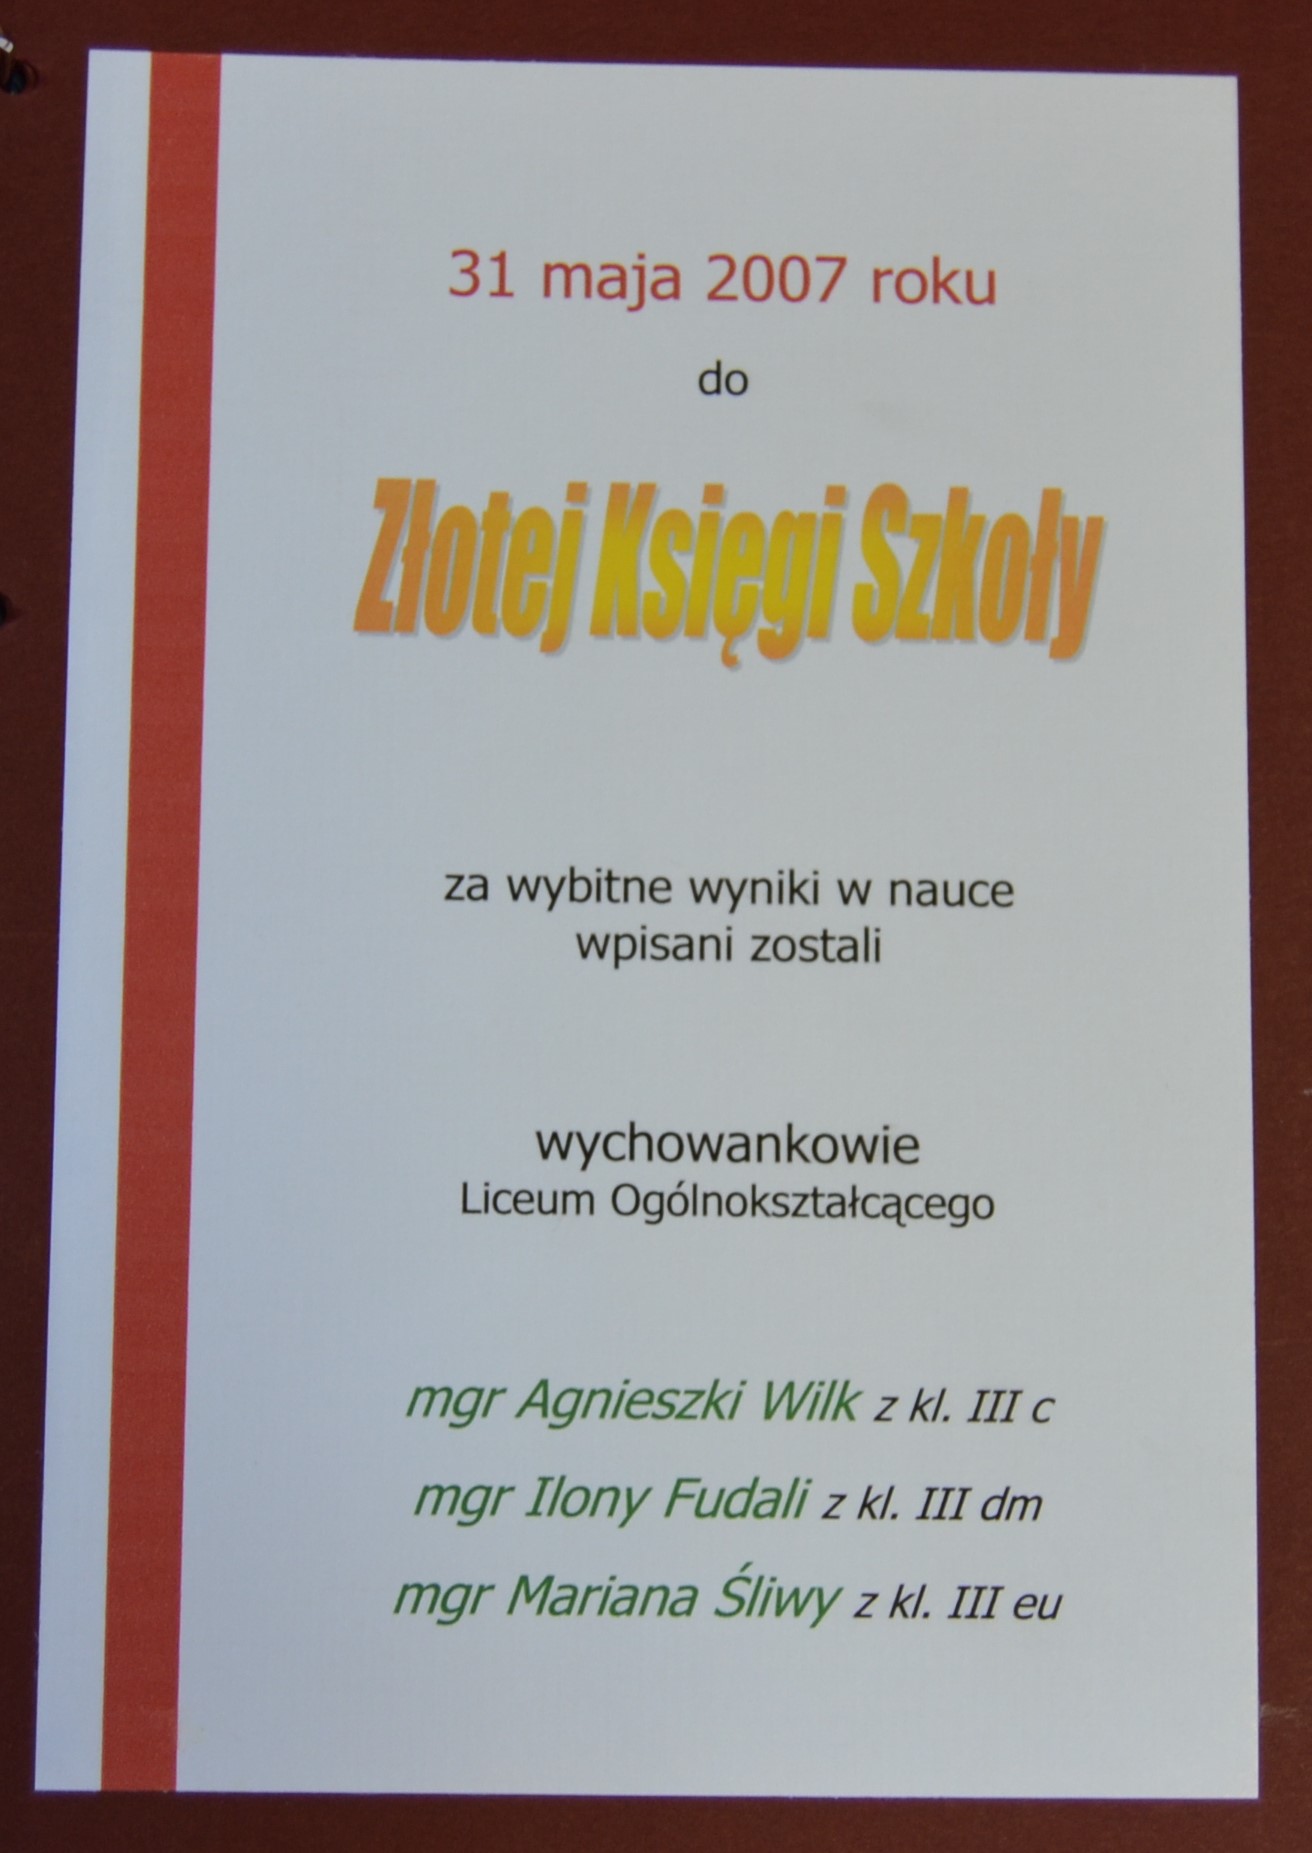 31 maja 2007 roku
do
Złotej Księgi Szkoły
za wybitne wyniki w nauce
wpisani zostali
wychowankowie
Liceum Ogólnokształcącego
mgr Agnieszki Wilk z kl. III c
mgr Ilony Fudali z kl. III dm
mgr Mariana Śliwy z kl. III eu